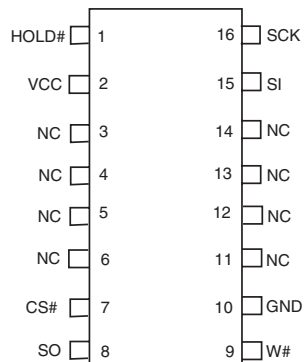 HOLD# 1 16 SCK
VCC 2 15 SI
NC 3 14 NC
NC 4 13 NC
NC 5 12 NC
NC 6 11 NC
CS# 7 10 GND
SO 8 9 W#